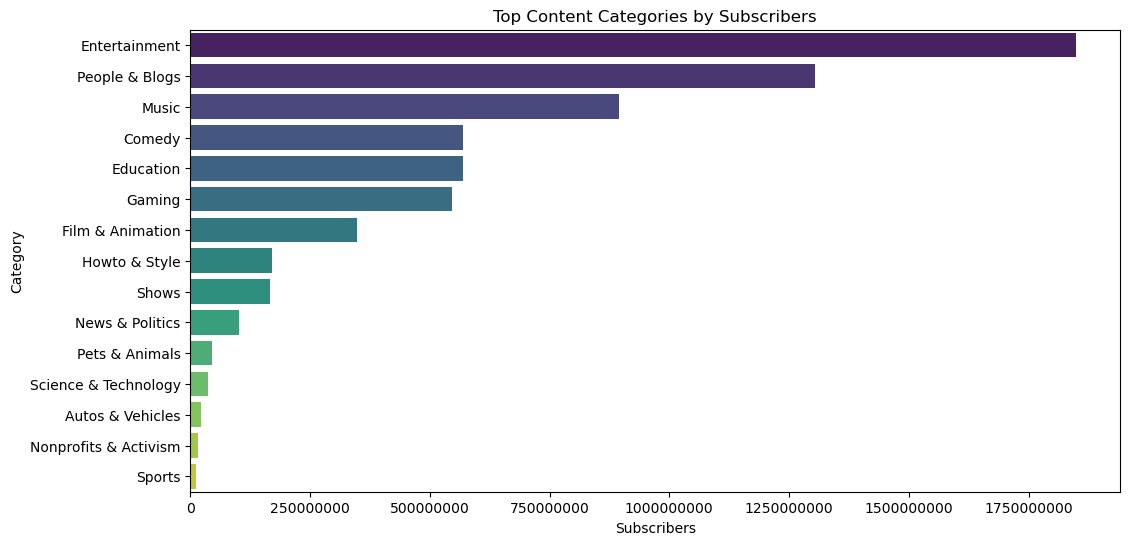 Top Content Categories by Subscribers
Entertainment
People & Blogs
Music
Comedy
Education
Gaming
Film & Animation
Howto & Style
Shows
News & Politics
Pets & Animals
Science & Technology
Autos & Vehicles
Nonprofits & Activism
Sports
Category
0 250000000 500000000 750000000 1000000000 1250000000 1500000000 1750000000
Subscribers